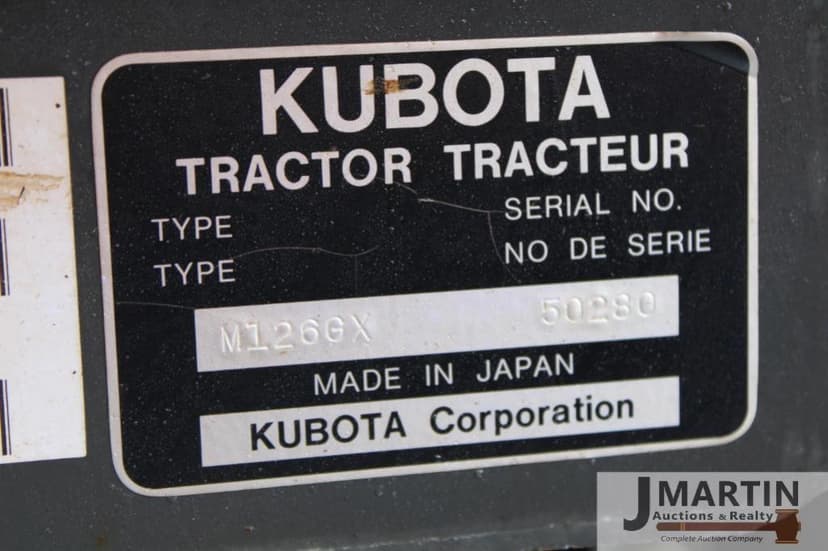 KUBOTA
TRACTOR TRACTEUR
TYPE SERIAL NO.
TYPE NO DE SERIE
M126GX 50280
MADE IN JAPAN
KUBOTA Corporation
J MARTIN
Auctions & Realty
Complete Auction Company